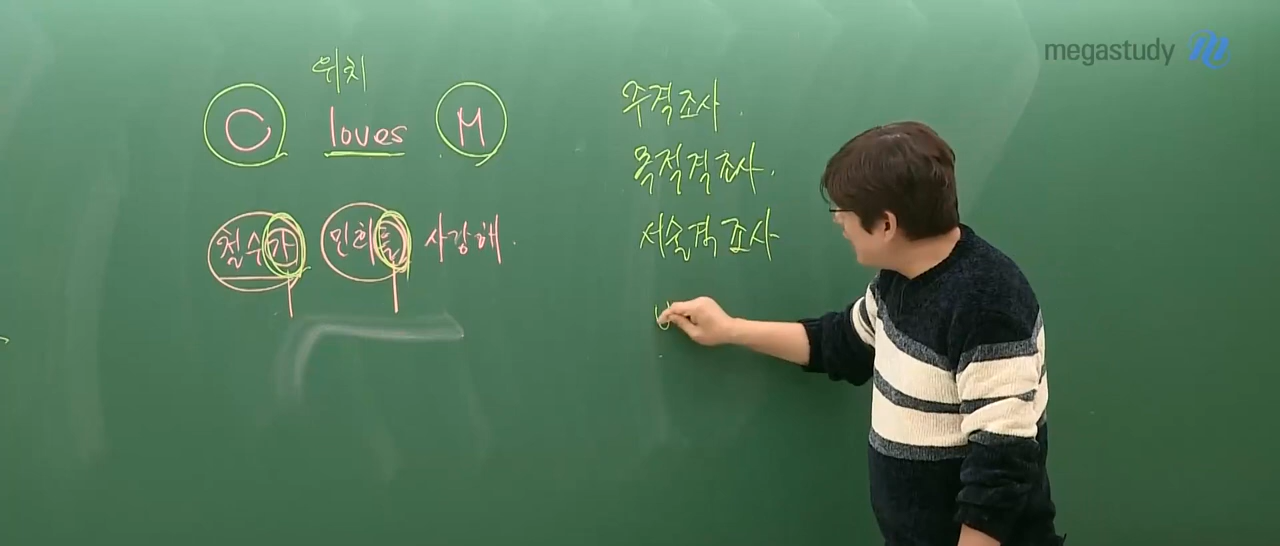 megastudy
위치
C loves M
철수가 민희를 사랑해.
주격조사.
목적격조사.
서술격조사
ㅂ